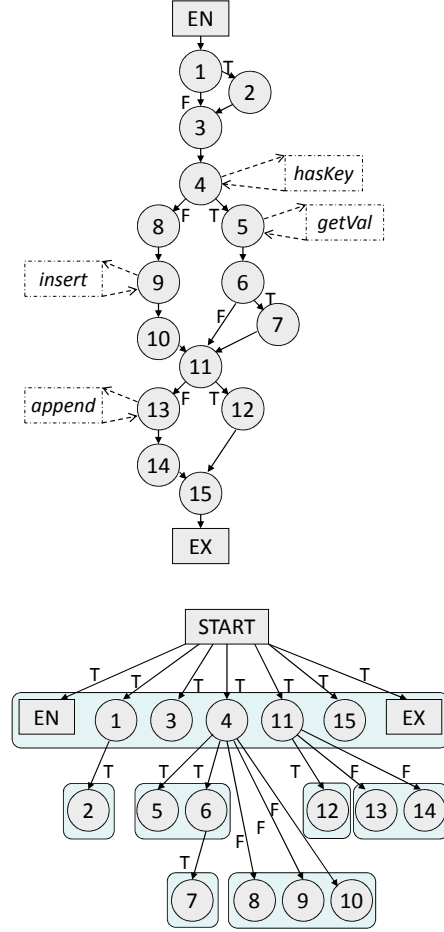 EN
1 T 2
F
3
4 hasKey
8 F T 5 getVal
insert 9 6
F T 7
10
11
append 13 F T 12
14
15
EX
START
T T T T T T T
EN 1 3 4 11 15 EX
T T T T F F
2 5 6 12 13 14
F F F
T
7 8 9 10